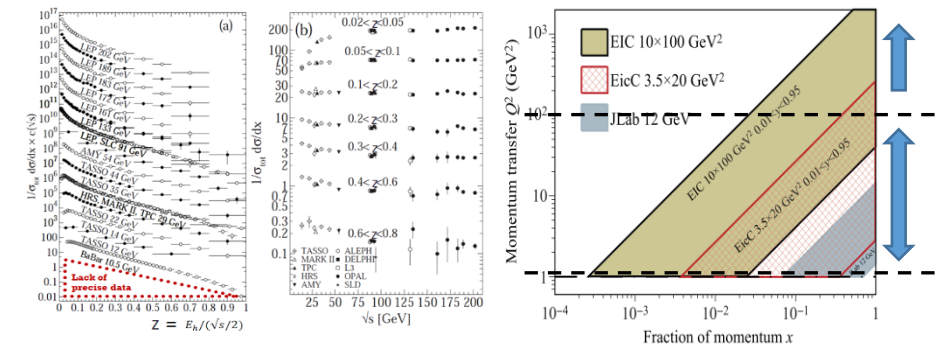 (a)
1/σtot dσ/dx × c(√s)
10^17
10^16
10^15
10^14
10^13
10^12
10^11
10^10
10^9
10^8
10^7
10^6
10^5
10^4
10^3
10^2
10
1
0.1
0.01
LEP 202 GeV
LEP 189 GeV
LEP 183 GeV
LEP 172 GeV
LEP 161 GeV
LEP 133 GeV
LEP SLC 91 GeV
AMY 54 GeV
TASSO 44 GeV
TASSO 35 GeV
HRS, MARK II, TPC 29 GeV
TASSO 22 GeV
TASSO 14 GeV
TASSO 12 GeV
BaBar 10.5 GeV
Lack of
precise data
0 0.1 0.2 0.3 0.4 0.5 0.6 0.7 0.8 0.9 1
Z = E_h/(√s/2)
(b)
1/σtot dσ/dx
200
100
70
50
30
20
10
7
5
3
2
1
0.5
0.3
0.2
0.1
0.02< z <0.05
0.05< z <0.1
0.1< z <0.2
0.2< z <0.3
0.3< z <0.4
0.4< z <0.6
0.6< z <0.8
TASSO ALEPH
MARK II DELPHI
TPC L3
HRS OPAL
AMY SLD
25 50 75 100 125 150 175 200
√s [GeV]
Momentum transfer Q² (GeV²)
10²
10
1
EIC 10×100 GeV²
EicC 3.5×20 GeV²
JLab 12 GeV
EIC 10×100 GeV² 0.01<y<0.95
EicC 3.5×20 GeV² 0.01<y<0.95
JLab 12 GeV
10⁻⁴ 10⁻³ 10⁻² 10⁻¹ 1
Fraction of momentum x